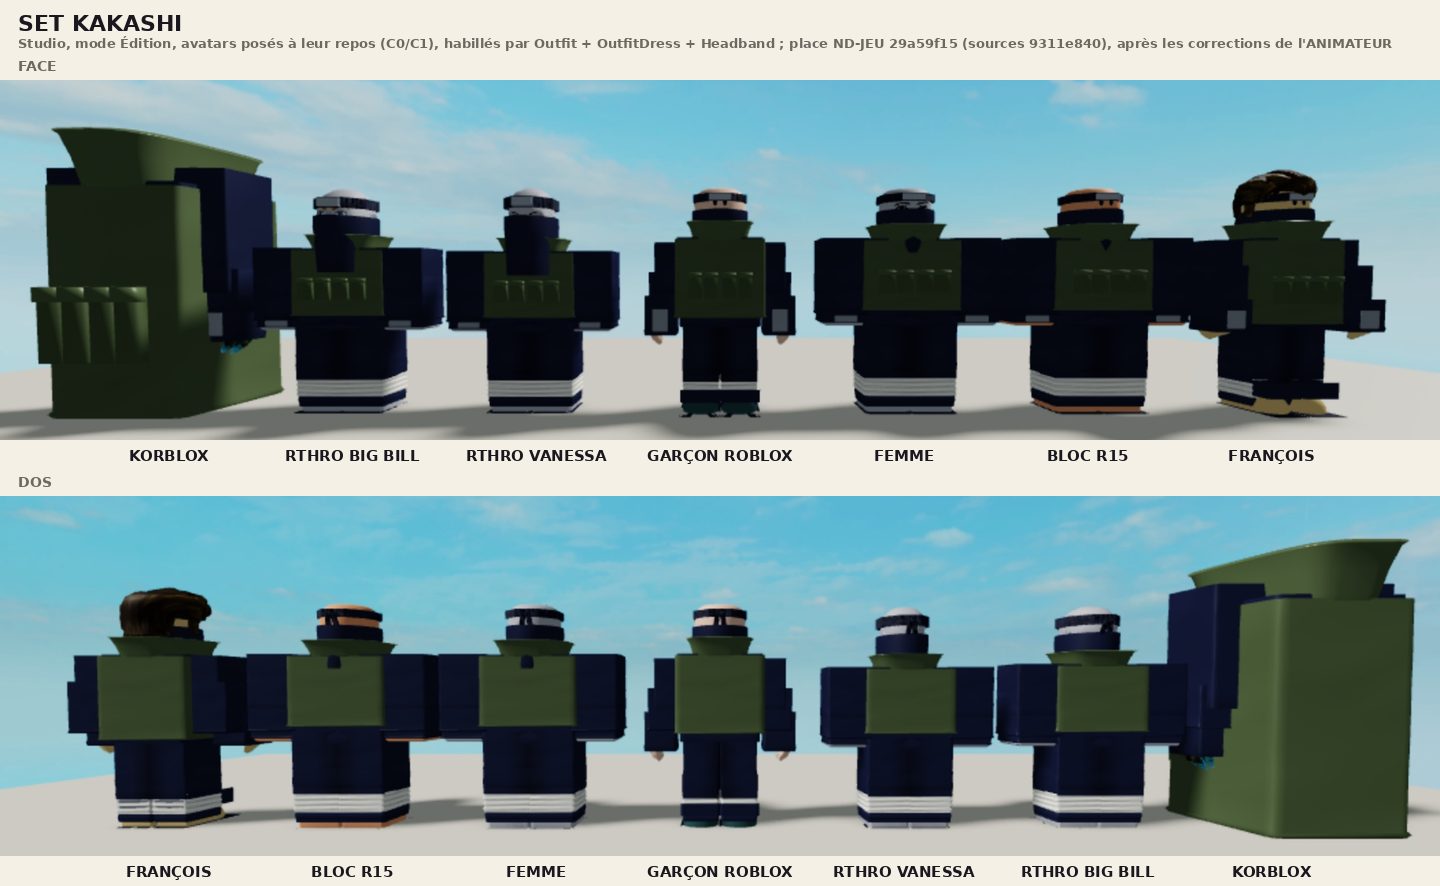 SET KAKASHI
Studio, mode Édition, avatars posés à leur repos (C0/C1), habillés par Outfit + OutfitDress + Headband ; place ND-JEU 29a59f15 (sources 9311e840), après les corrections de l'ANIMATEUR
FACE
KORBLOX RTHRO BIG BILL RTHRO VANESSA GARÇON ROBLOX FEMME BLOC R15 FRANÇOIS
DOS
FRANÇOIS BLOC R15 FEMME GARÇON ROBLOX RTHRO VANESSA RTHRO BIG BILL KORBLOX